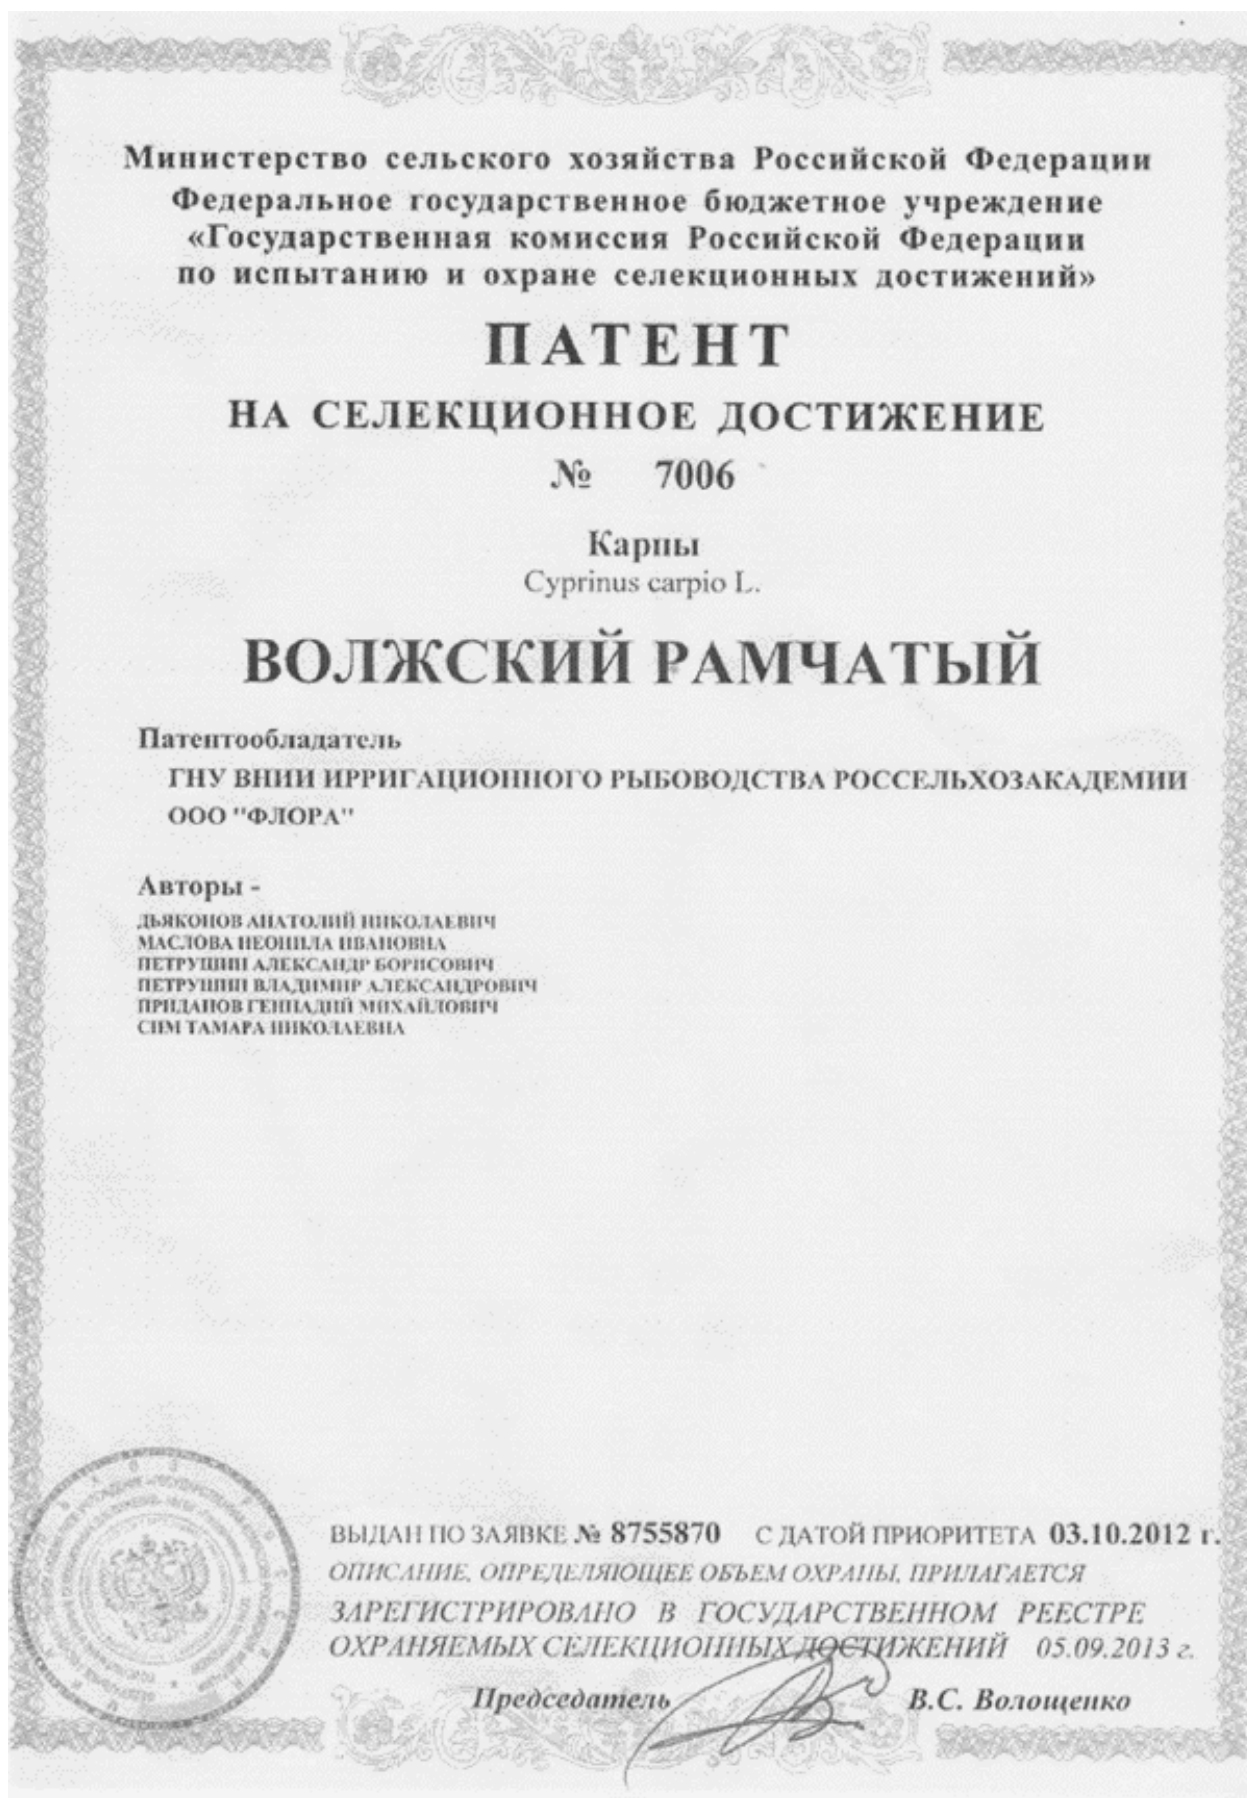 Министерство сельского хозяйства Российской Федерации
Федеральное государственное бюджетное учреждение
«Государственная комиссия Российской Федерации
по испытанию и охране селекционных достижений»
ПАТЕНТ
НА СЕЛЕКЦИОННОЕ ДОСТИЖЕНИЕ
№ 7006
Карпы
Cyprinus carpio L.
ВОЛЖСКИЙ РАМЧАТЫЙ
Патентообладатель
ГНУ ВНИИ ИРРИГАЦИОННОГО РЫБОВОДСТВА РОССЕЛЬХОЗАКАДЕМИИ
ООО "ФЛОРА"
Авторы -
ДЬЯКОНОВ АНАТОЛИЙ НИКОЛАЕВИЧ
МАСЛОВА НЕОНИЛА ИВАНОВНА
ПЕТРУШИН АЛЕКСАНДР БОРИСОВИЧ
ПЕТРУШИН ВЛАДИМИР АЛЕКСАНДРОВИЧ
ПРИДАНОВ ГЕННАДИЙ МИХАЙЛОВИЧ
СИМ ТАМАРА НИКОЛАЕВНА
ВЫДАН ПО ЗАЯВКЕ № 8755870 С ДАТОЙ ПРИОРИТЕТА 03.10.2012 г.
ОПИСАНИЕ, ОПРЕДЕЛЯЮЩЕЕ ОБЪЕМ ОХРАНЫ, ПРИЛАГАЕТСЯ
ЗАРЕГИСТРИРОВАНО В ГОСУДАРСТВЕННОМ РЕЕСТРЕ
ОХРАНЯЕМЫХ СЕЛЕКЦИОННЫХ ДОСТИЖЕНИЙ 05.09.2013 г.
Председатель В.С. Волощенко